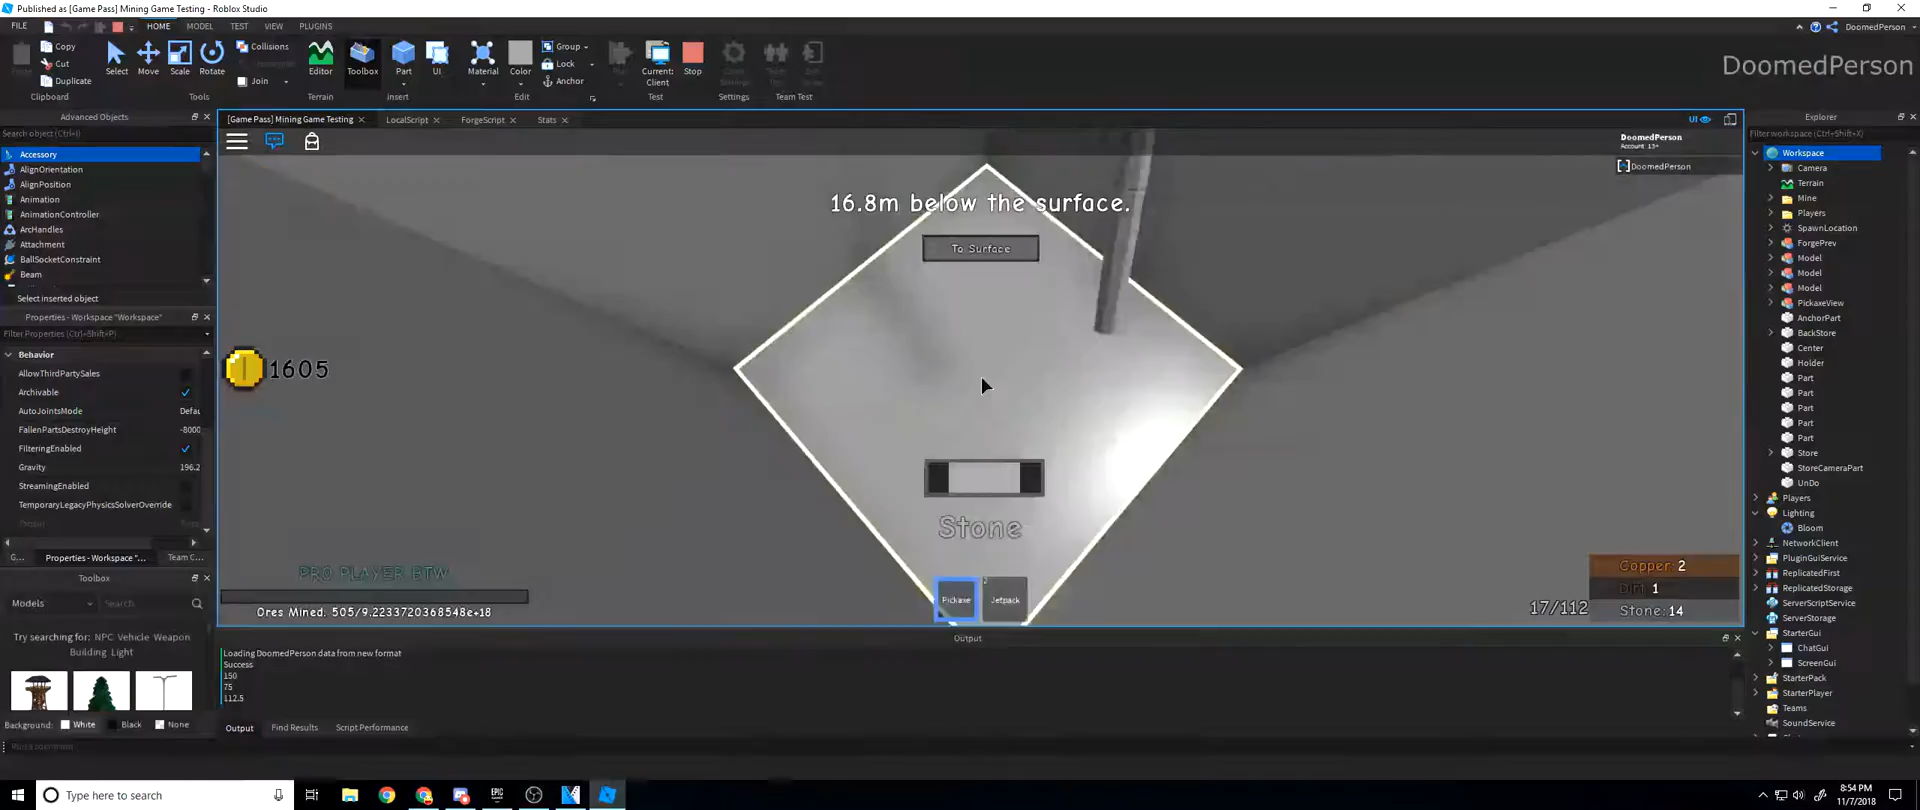 Published as [Game Pass] Mining Game Testing - Roblox Studio
FILE
HOME MODEL TEST VIEW PLUGINS
DoomedPerson
Copy
Cut
Duplicate
Clipboard
Select Move Scale Rotate
Collisions
Join
Tools
Editor
Terrain
Toolbox Part UI
Insert
Material Color
Group
Lock
Anchor
Edit
Current: Client Stop
Test
Settings
Team Test
DoomedPerson
Advanced Objects
Search object (Ctrl+I)
Accessory
AlignOrientation
AlignPosition
Animation
AnimationController
ArcHandles
Attachment
BallSocketConstraint
Beam
Select inserted object
Properties - Workspace "Workspace"
Filter Properties (Ctrl+Shift+P)
Behavior
AllowThirdPartySales
Archivable
AutoJointsMode Defau
FallenPartsDestroyHeight -8000
FilteringEnabled
Gravity 196.2
StreamingEnabled
TemporaryLegacyPhysicsSolverOverride
G... Properties - Workspace "... Team C...
Toolbox
Models Search
Try searching for: NPC Vehicle Weapon
Building Light
Background: White Black None
[Game Pass] Mining Game Testing LocalScript ForgeScript Stats
UI
DoomedPerson
Account: 13+
DoomedPerson
16.8m below the surface.
To Surface
1605
Stone
PRO PLAYER BTW
Ores Mined: 505/9.2233720368548e+18
Pickaxe
2
Jetpack
17/112
Copper: 2
Dirt 1
Stone: 14
Output
Loading DoomedPerson data from new format
Success
150
75
112.5
Output Find Results Script Performance
Explorer
Filter workspace (Ctrl+Shift+X)
Workspace
Camera
Terrain
Mine
Players
SpawnLocation
ForgePrev
Model
Model
Model
PickaxeView
AnchorPart
BackStore
Center
Holder
Part
Part
Part
Part
Part
Store
StoreCameraPart
UnDo
Players
Lighting
Bloom
NetworkClient
PluginGuiService
ReplicatedFirst
ReplicatedStorage
ServerScriptService
ServerStorage
StarterGui
ChatGui
ScreenGui
StarterPack
StarterPlayer
Teams
SoundService
Type here to search
8:54 PM
11/7/2018